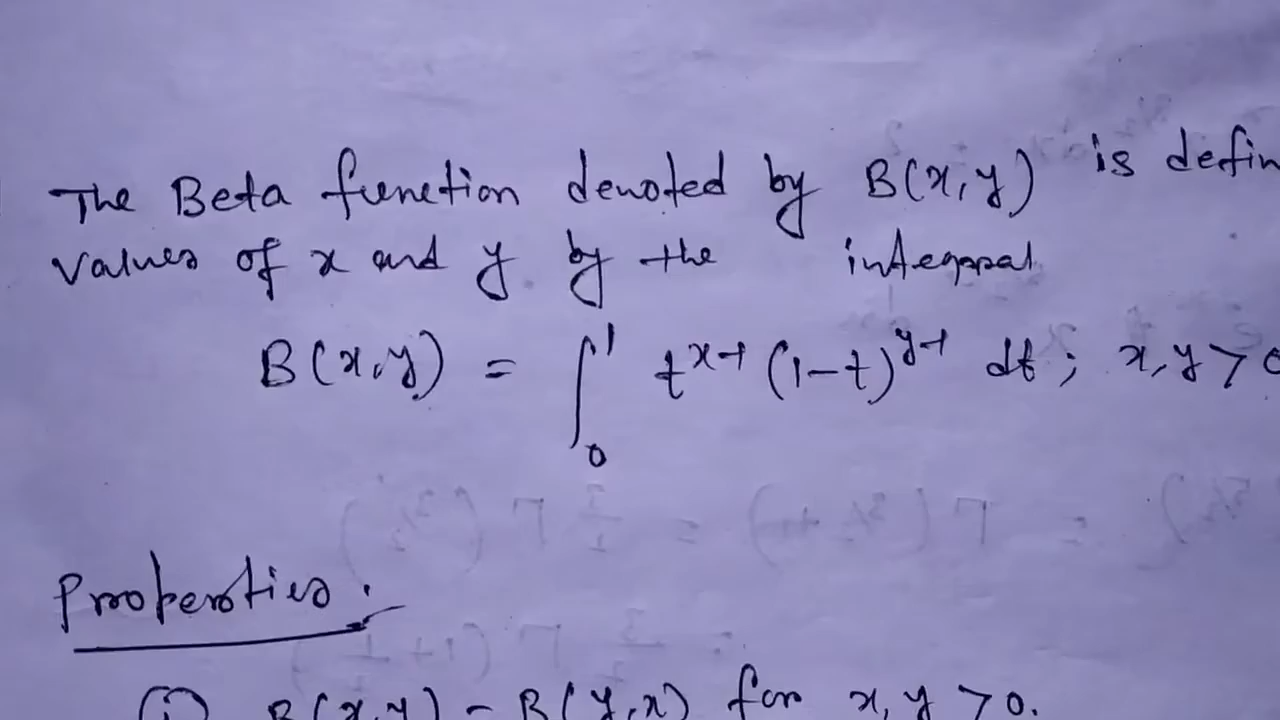 The Beta function denoted by B(x,y) is defin
values of x and y by the integral
B(x,y) = ∫₀¹ t^{x-1} (1-t)^{y-1} dt ; x,y > 0
Properties.
(i) B(x,y) = B(y,x) for x,y > 0.